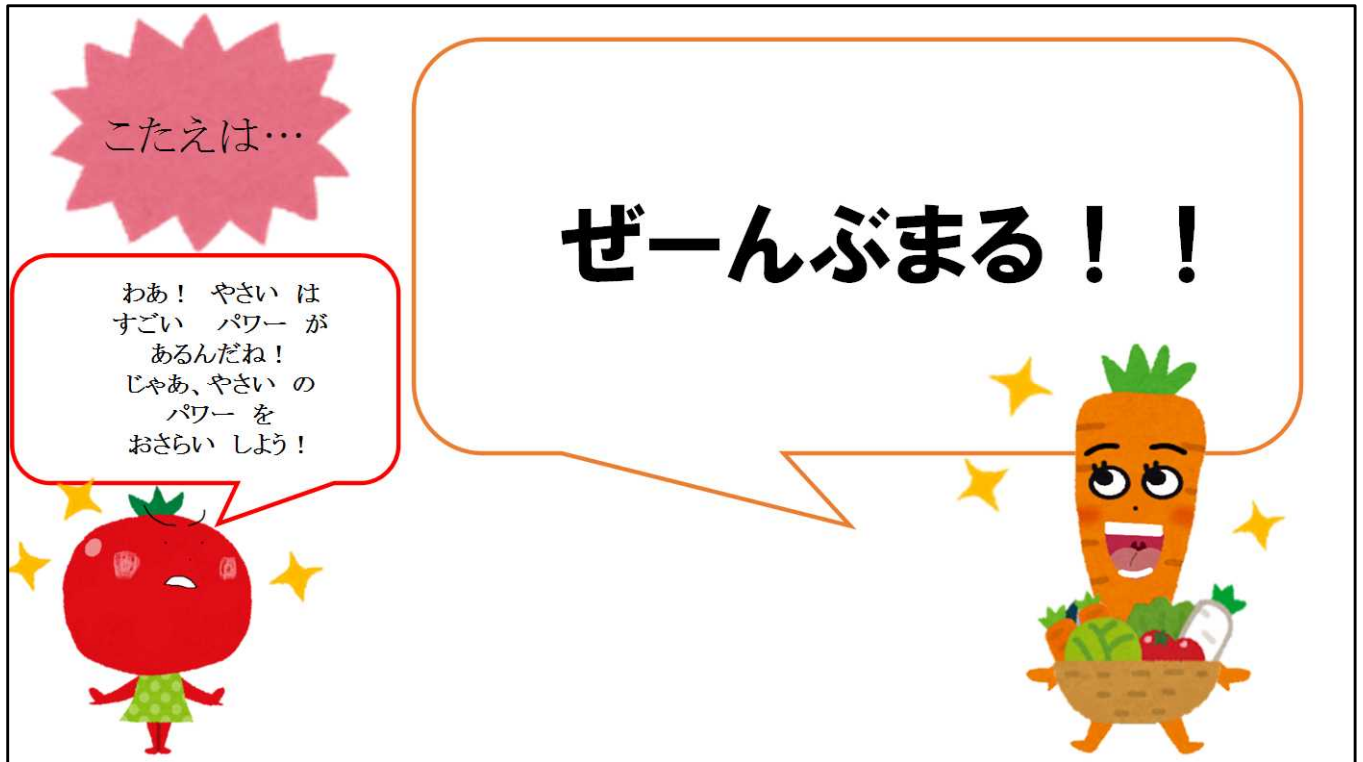 こたえは…
ぜーんぶまる！！
わあ！　やさい　は
すごい　パワー　が
あるんだね！
じゃあ、やさい　の
パワー　を
おさらい　しよう！